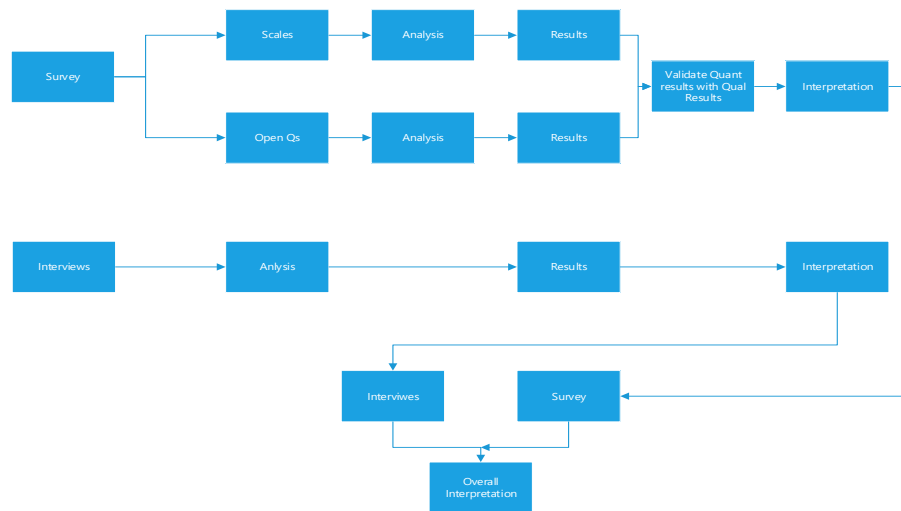 Scales
Analysis
Results
Survey
Validate Quant
results with Qual
Results
Interpretation
Open Qs
Analysis
Results
Interviews
Anlysis
Results
Interpretation
Interviwes
Survey
Overall
Interpretation